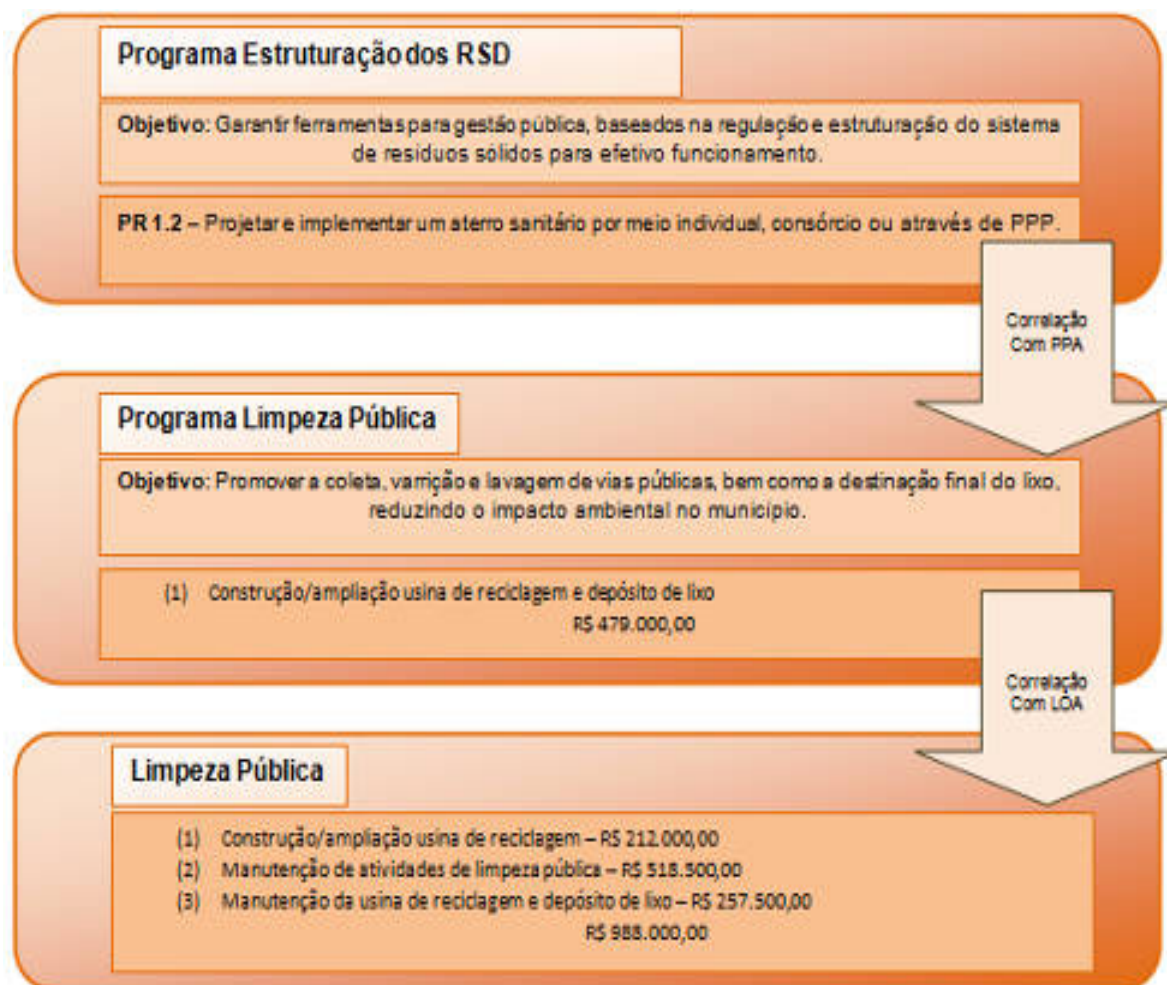 Programa Estruturação dos RSD
Objetivo: Garantir ferramentas para gestão pública, baseados na regulação e estruturação do sistema
de resíduos sólidos para efetivo funcionamento.
PR 1.2 – Projetar e implementar um aterro sanitário por meio individual, consórcio ou através de PPP.
Correlação
Com PPA
Programa Limpeza Pública
Objetivo: Promover a coleta, varrição e lavagem de vias públicas, bem como a destinação final do lixo,
reduzindo o impacto ambiental no município.
(1) Construção/ampliação usina de reciclagem e depósito de lixo
R$ 479.000,00
Correlação
Com LOA
Limpeza Pública
(1) Construção/ampliação usina de reciclagem – R$ 212.000,00
(2) Manutenção de atividades de limpeza pública – R$ 518.500,00
(3) Manutenção da usina de reciclagem e depósito de lixo – R$ 257.500,00
R$ 988.000,00